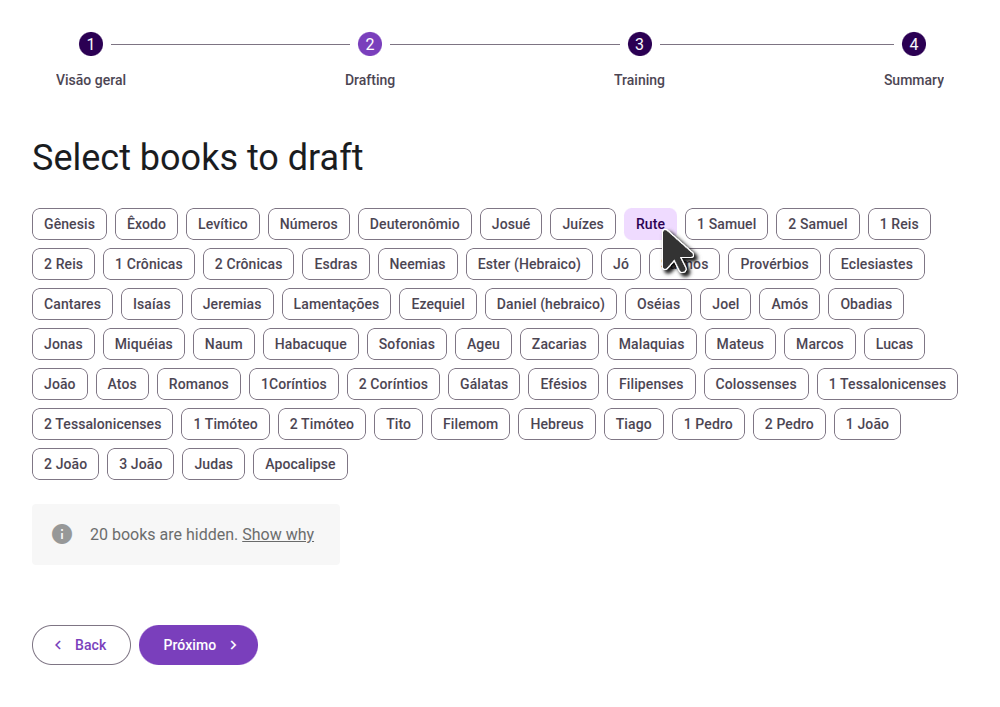 1 2 3 4
Visão geral Drafting Training Summary
Select books to draft
Gênesis Êxodo Levítico Números Deuteronômio Josué Juízes Rute 1 Samuel 2 Samuel 1 Reis
2 Reis 1 Crônicas 2 Crônicas Esdras Neemias Ester (Hebraico) Jó Provérbios Eclesiastes
Cantares Isaías Jeremias Lamentações Ezequiel Daniel (hebraico) Oséias Joel Amós Obadias
Jonas Miquéias Naum Habacuque Sofonias Ageu Zacarias Malaquias Mateus Marcos Lucas
João Atos Romanos 1Coríntios 2 Coríntios Gálatas Efésios Filipenses Colossenses 1 Tessalonicenses
2 Tessalonicenses 1 Timóteo 2 Timóteo Tito Filemom Hebreus Tiago 1 Pedro 2 Pedro 1 João
2 João 3 João Judas Apocalipse
20 books are hidden. Show why
Back Próximo